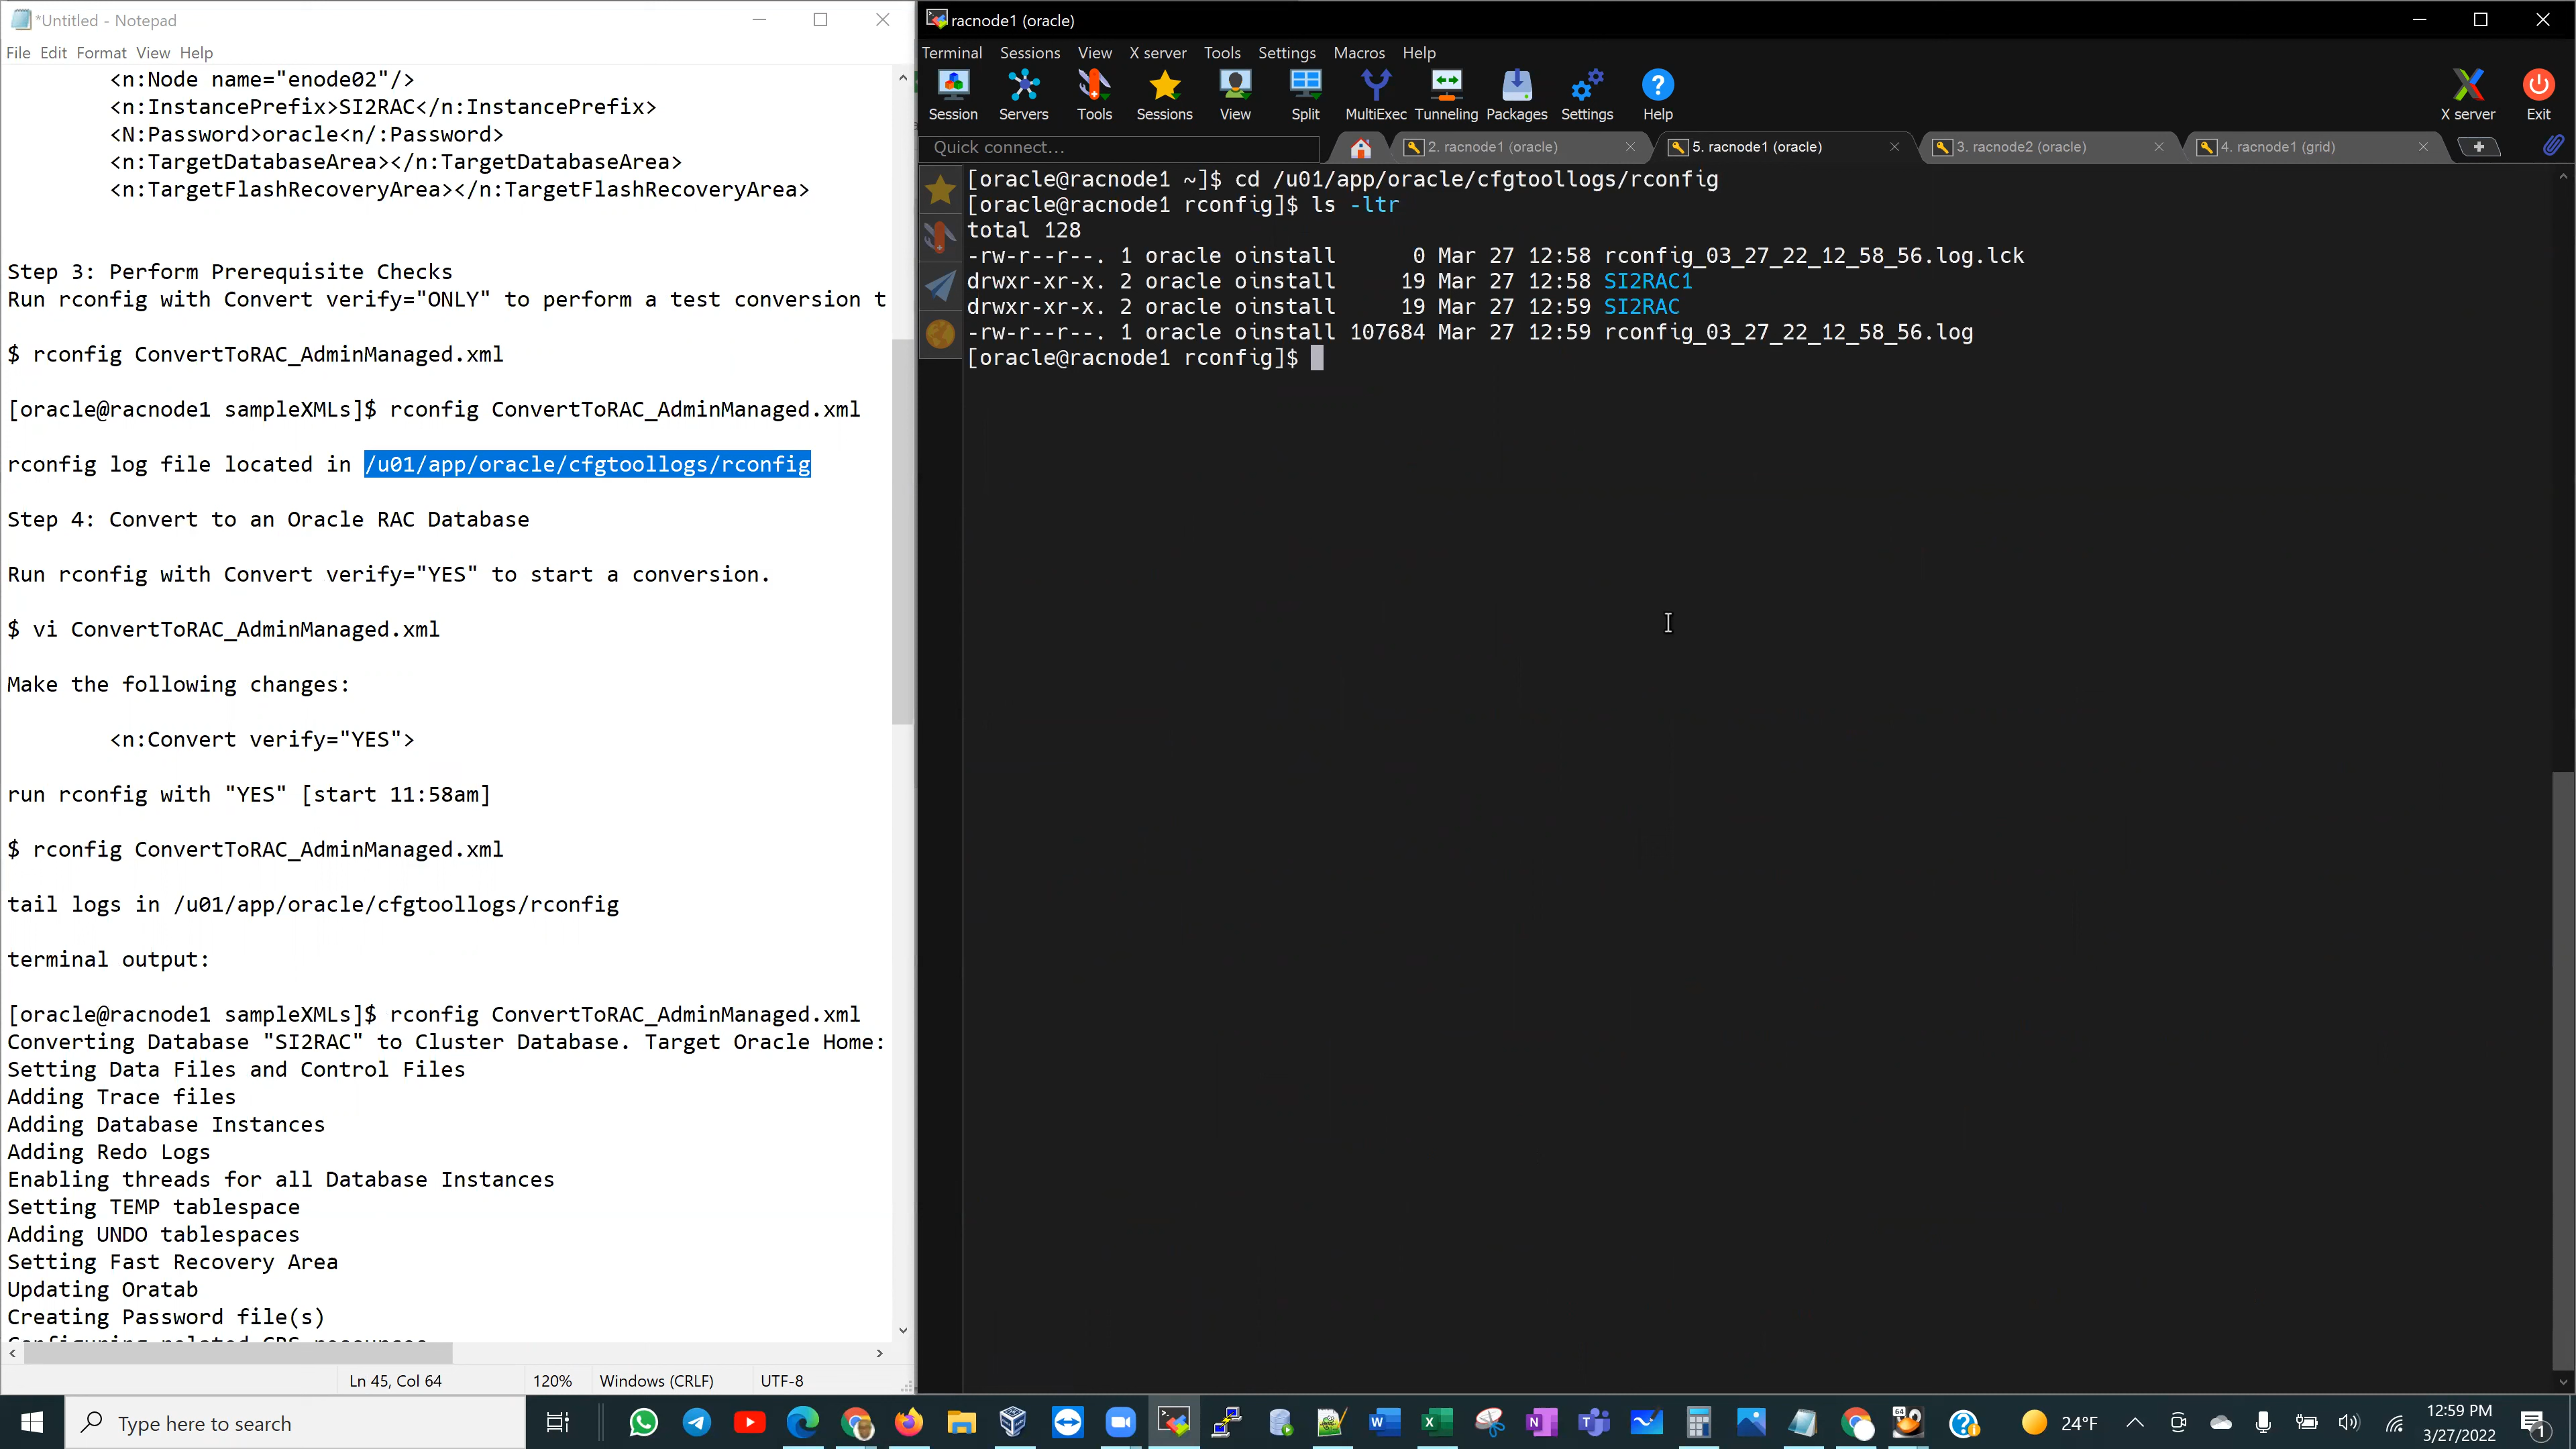 *Untitled - Notepad
File Edit Format View Help
<n:Node name="enode02"/>
<n:InstancePrefix>SI2RAC</n:InstancePrefix>
<N:Password>oracle<n/:Password>
<n:TargetDatabaseArea></n:TargetDatabaseArea>
<n:TargetFlashRecoveryArea></n:TargetFlashRecoveryArea>
Step 3: Perform Prerequisite Checks
Run rconfig with Convert verify="ONLY" to perform a test conversion t
$ rconfig ConvertToRAC_AdminManaged.xml
[oracle@racnode1 sampleXMLs]$ rconfig ConvertToRAC_AdminManaged.xml
rconfig log file located in /u01/app/oracle/cfgtoollogs/rconfig
Step 4: Convert to an Oracle RAC Database
Run rconfig with Convert verify="YES" to start a conversion.
$ vi ConvertToRAC_AdminManaged.xml
Make the following changes:
<n:Convert verify="YES">
run rconfig with "YES" [start 11:58am]
$ rconfig ConvertToRAC_AdminManaged.xml
tail logs in /u01/app/oracle/cfgtoollogs/rconfig
terminal output:
[oracle@racnode1 sampleXMLs]$ rconfig ConvertToRAC_AdminManaged.xml
Converting Database "SI2RAC" to Cluster Database. Target Oracle Home:
Setting Data Files and Control Files
Adding Trace files
Adding Database Instances
Adding Redo Logs
Enabling threads for all Database Instances
Setting TEMP tablespace
Adding UNDO tablespaces
Setting Fast Recovery Area
Updating Oratab
Creating Password file(s)
Configuring related CRS resources
Ln 45, Col 64 120% Windows (CRLF) UTF-8
racnode1 (oracle)
Terminal Sessions View X server Tools Settings Macros Help
Session Servers Tools Sessions View Split MultiExec Tunneling Packages Settings Help X server Exit
Quick connect... 2. racnode1 (oracle) 5. racnode1 (oracle) 3. racnode2 (oracle) 4. racnode1 (grid)
[oracle@racnode1 ~]$ cd /u01/app/oracle/cfgtoollogs/rconfig
[oracle@racnode1 rconfig]$ ls -ltr
total 128
-rw-r--r--. 1 oracle oinstall 0 Mar 27 12:58 rconfig_03_27_22_12_58_56.log.lck
drwxr-xr-x. 2 oracle oinstall 19 Mar 27 12:58 SI2RAC1
drwxr-xr-x. 2 oracle oinstall 19 Mar 27 12:59 SI2RAC
-rw-r--r--. 1 oracle oinstall 107684 Mar 27 12:59 rconfig_03_27_22_12_58_56.log
[oracle@racnode1 rconfig]$
Type here to search
24°F
12:59 PM
3/27/2022
1